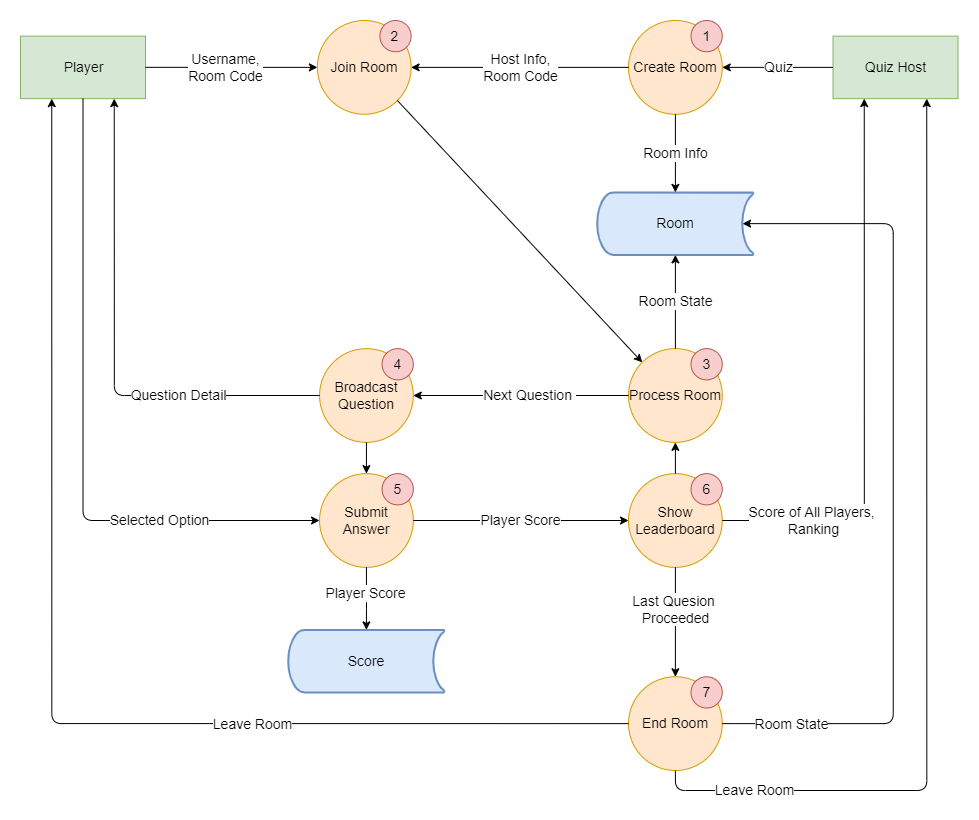 Player
Username,
Room Code
2
Join Room
Host Info,
Room Code
1
Create Room
Quiz
Quiz Host
Room Info
Room
Room State
4
Broadcast
Question
Question Detail
Next Question
3
Process Room
5
Submit
Answer
Selected Option
Player Score
6
Show
Leaderboard
Score of All Players,
Ranking
Player Score
Last Quesion
Proceeded
Score
7
End Room
Leave Room
Room State
Leave Room